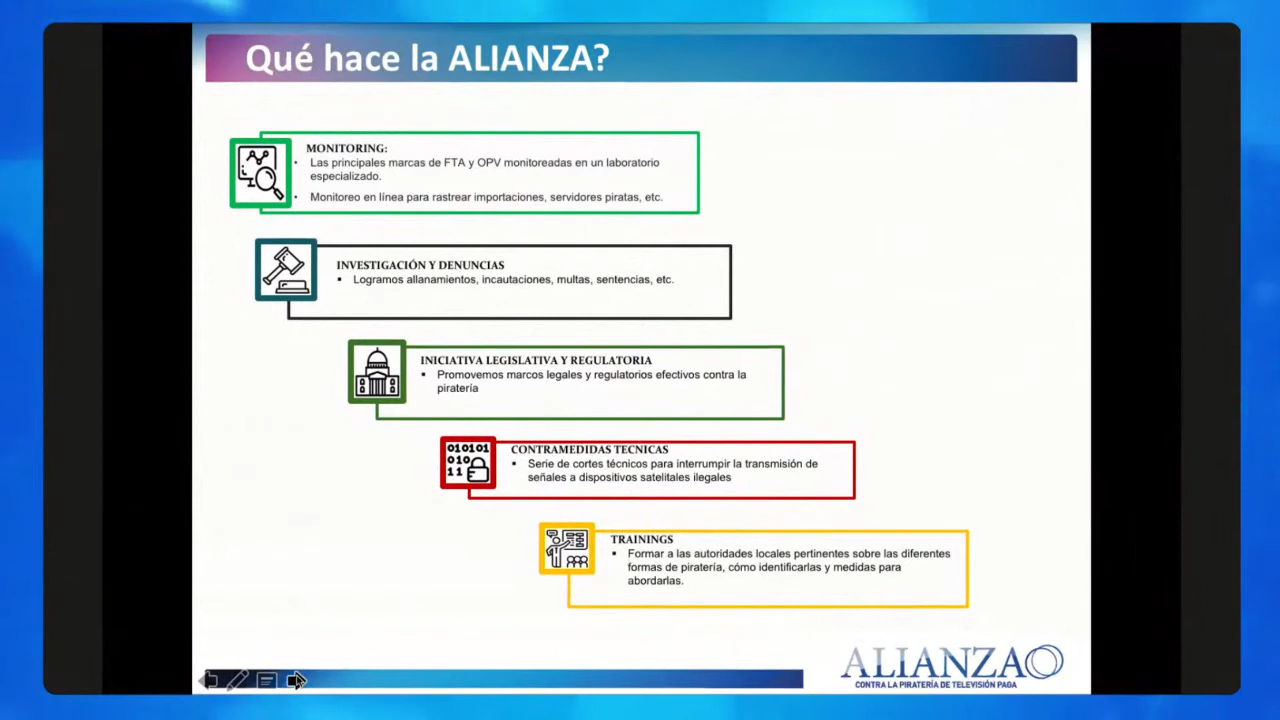 Qué hace la ALIANZA?
MONITORING:
• Las principales marcas de FTA y OPV monitoreadas en un laboratorio
especializado.
• Monitoreo en línea para rastrear importaciones, servidores piratas, etc.
INVESTIGACIÓN Y DENUNCIAS
▪ Logramos allanamientos, incautaciones, multas, sentencias, etc.
INICIATIVA LEGISLATIVA Y REGULATORIA
▪ Promovemos marcos legales y regulatorios efectivos contra la
piratería
010101
010
11
CONTRAMEDIDAS TECNICAS
▪ Serie de cortes técnicos para interrumpir la transmisión de
señales a dispositivos satelitales ilegales
TRAININGS
▪ Formar a las autoridades locales pertinentes sobre las diferentes
formas de piratería, cómo identificarlas y medidas para
abordarlas.
ALIANZA
CONTRA LA PIRATERÍA DE TELEVISIÓN PAGA